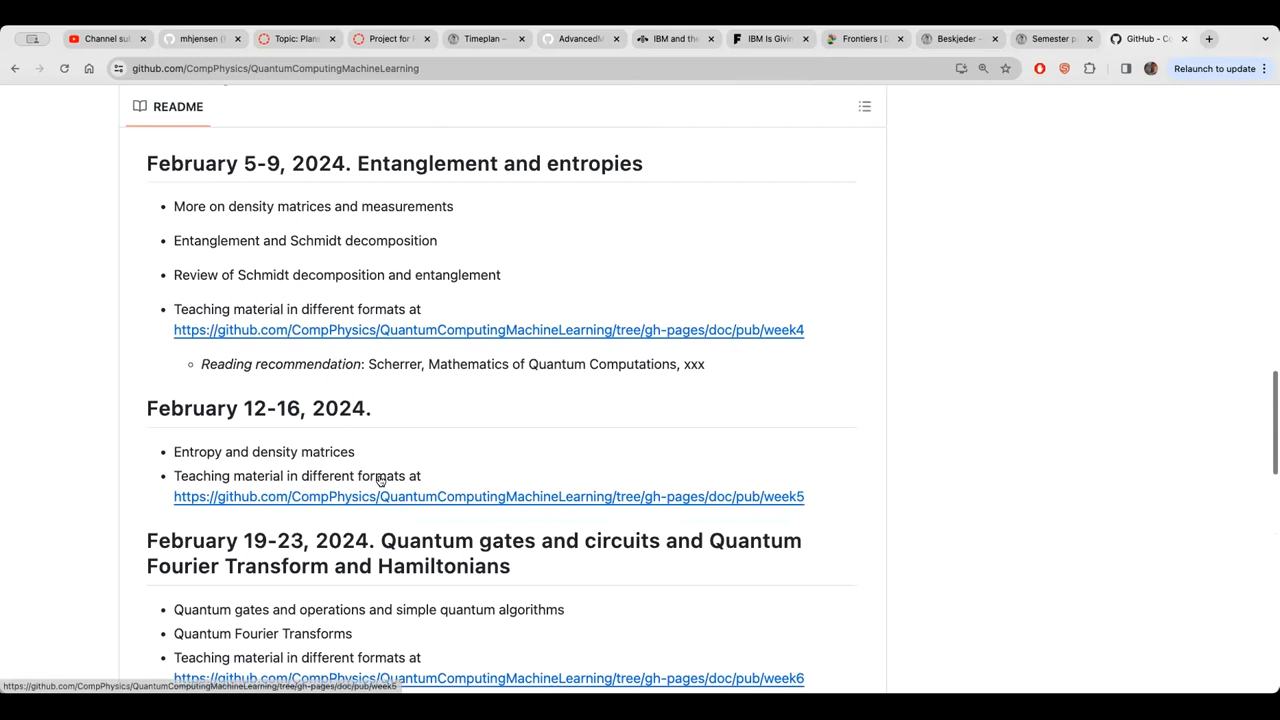 Channel su
mhjensen (
Topic: Plan
Project for
Timeplan –
AdvancedM
IBM and the
IBM Is Givin
Frontiers | D
Beskjeder –
Semester p
GitHub - Co
github.com/CompPhysics/QuantumComputingMachineLearning
Relaunch to update
README
February 5-9, 2024. Entanglement and entropies
• More on density matrices and measurements
• Entanglement and Schmidt decomposition
• Review of Schmidt decomposition and entanglement
• Teaching material in different formats at
https://github.com/CompPhysics/QuantumComputingMachineLearning/tree/gh-pages/doc/pub/week4
◦ Reading recommendation: Scherrer, Mathematics of Quantum Computations, xxx
February 12-16, 2024.
• Entropy and density matrices
• Teaching material in different formats at
https://github.com/CompPhysics/QuantumComputingMachineLearning/tree/gh-pages/doc/pub/week5
February 19-23, 2024. Quantum gates and circuits and Quantum
Fourier Transform and Hamiltonians
• Quantum gates and operations and simple quantum algorithms
• Quantum Fourier Transforms
• Teaching material in different formats at
https://github.com/CompPhysics/QuantumComputingMachineLearning/tree/gh-pages/doc/pub/week6
https://github.com/CompPhysics/QuantumComputingMachineLearning/tree/gh-pages/doc/pub/week5